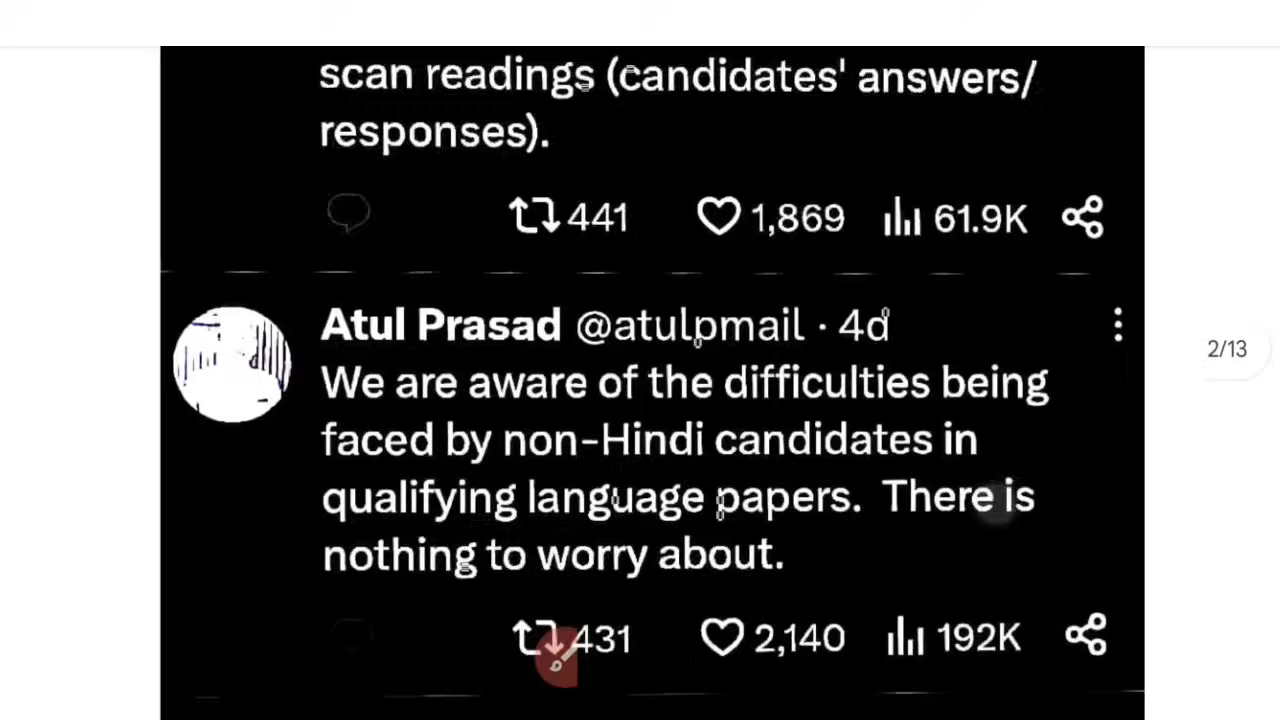 scan readings (candidates' answers/
responses).
441 1,869 61.9K
Atul Prasad @atulpmail · 4d
We are aware of the difficulties being
faced by non-Hindi candidates in
2/13
qualifying language papers. There is
nothing to worry about.
431 2,140 192K